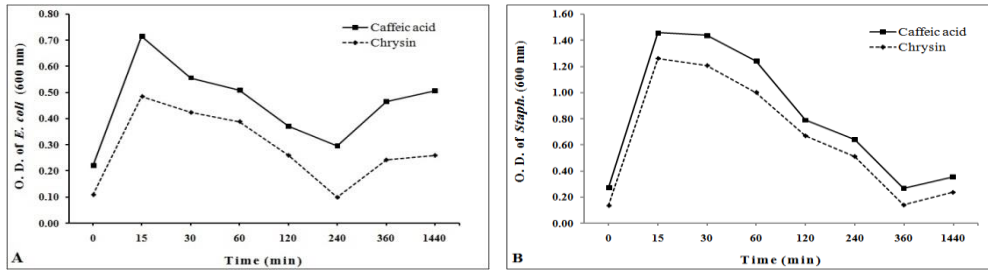 Caffeic acid
Chrysin
O. D. of E. coli (600 nm)
0.80
0.70
0.60
0.50
0.40
0.30
0.20
0.10
0.00
0 15 30 60 120 240 360 1440
Time (min)
A
Caffeic acid
Chrysin
O. D. of Staph. (600 nm)
1.60
1.40
1.20
1.00
0.80
0.60
0.40
0.20
0.00
0 15 30 60 120 240 360 1440
Time (min)
B